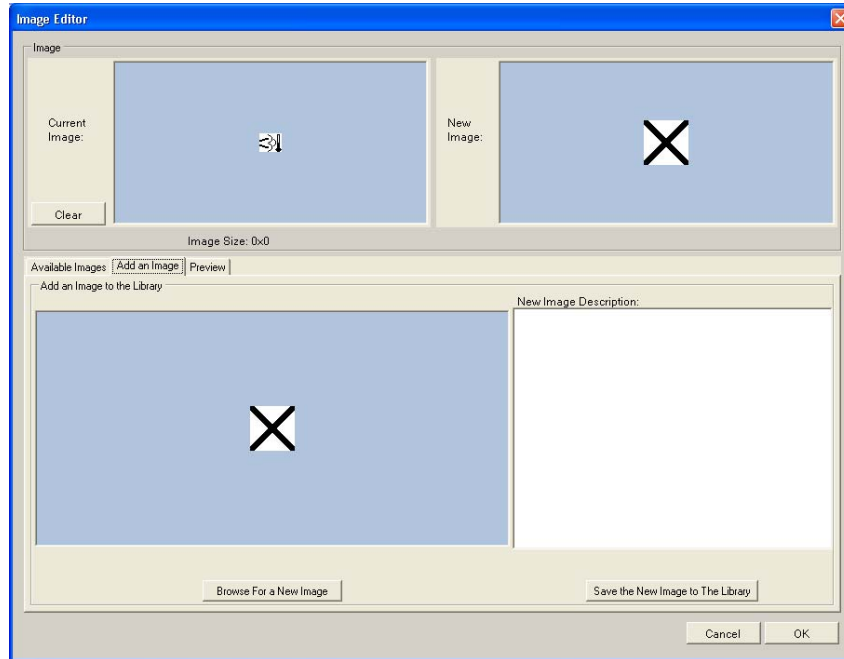 Image Editor
Image
Current
Image:
New
Image:
Clear
Image Size: 0x0
Available Images
Add an Image
Preview
Add an Image to the Library
New Image Description:
Browse For a New Image
Save the New Image to The Library
Cancel
OK